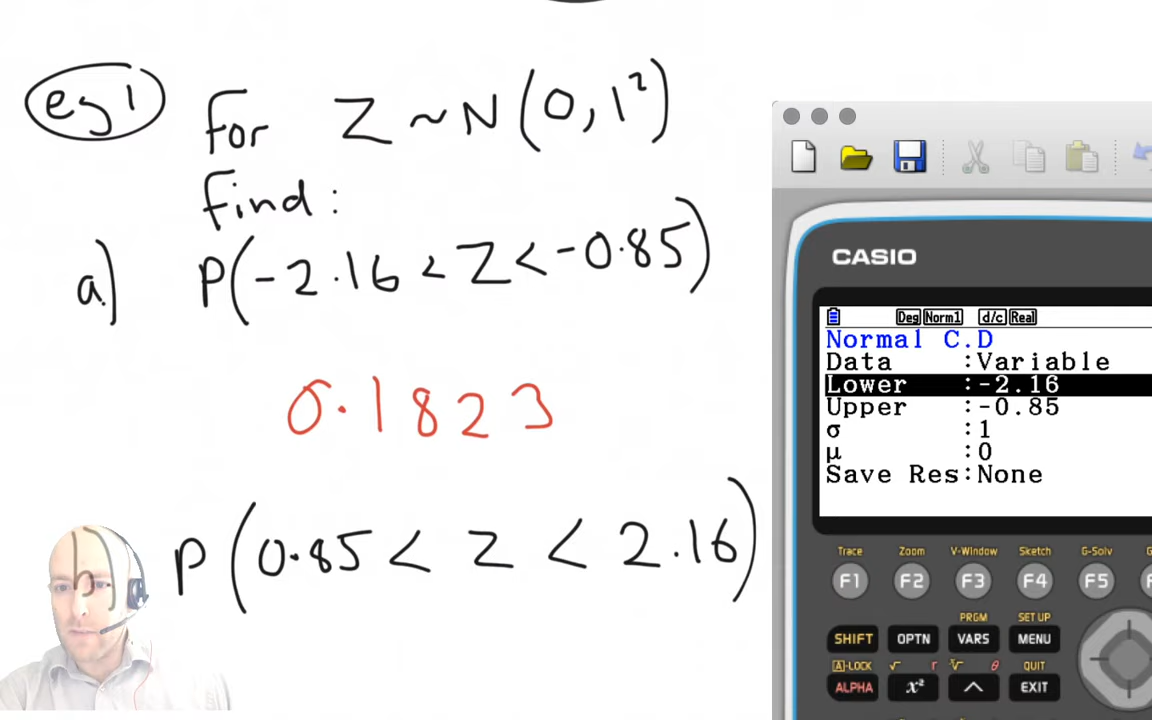 eg 1 For Z ~ N(0, 1²)
Find:
a.) P(-2.16 < Z < -0.85)
0.1823
b) P(0.85 < Z < 2.16)
CASIO
Deg Norm1 d/c Real
Normal C.D
Data :Variable
Lower :-2.16
Upper :-0.85
σ :1
μ :0
Save Res:None
Trace Zoom V-Window Sketch G-Solv
F1 F2 F3 F4 F5
PRGM SET UP
SHIFT OPTN VARS MENU
A-LOCK √ r ∛ θ QUIT
ALPHA x² ^ EXIT